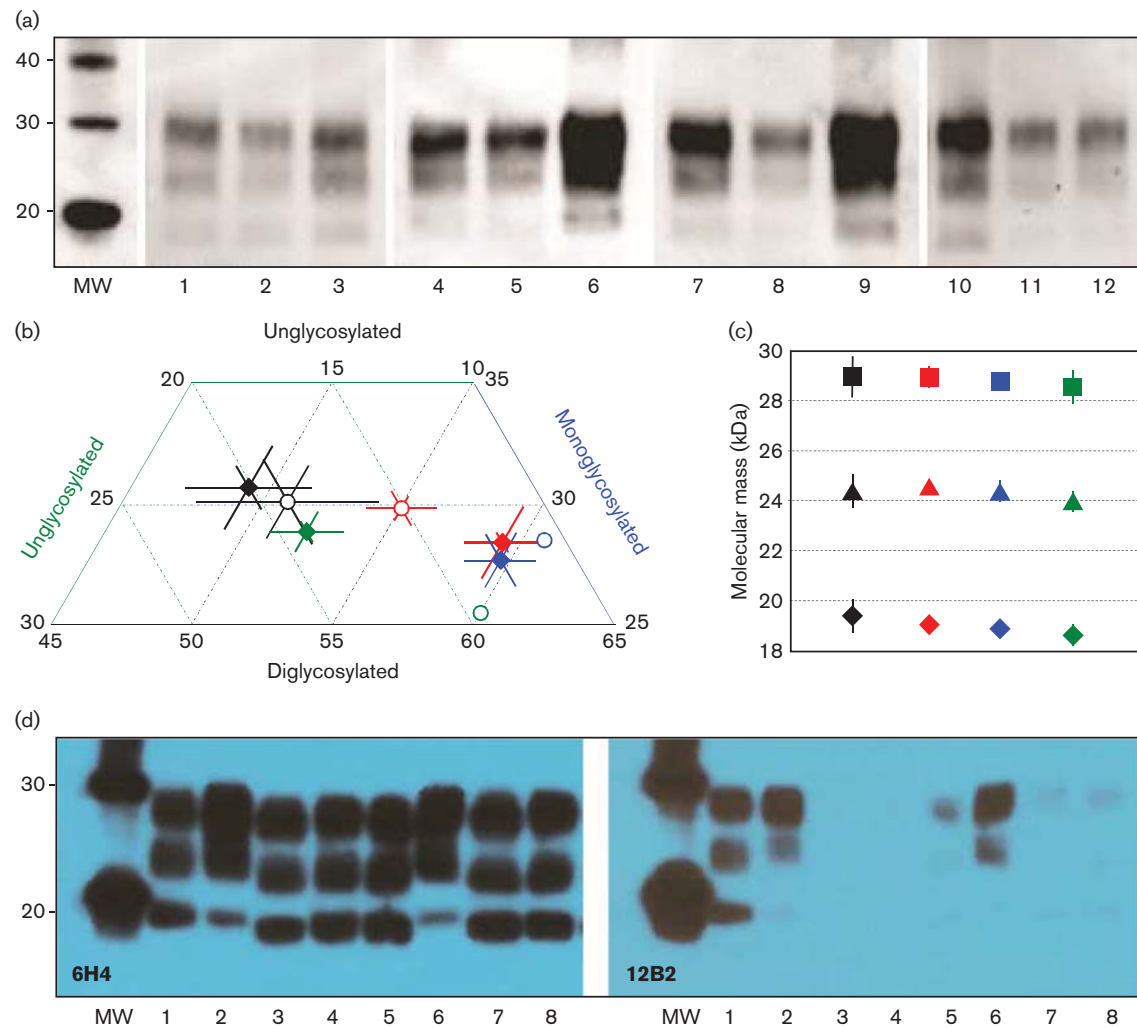 (a)
40
30
20
MW 1 2 3 4 5 6 7 8 9 10 11 12
(b)
Unglycosylated
20 15 10
35
Unglycosylated
Monoglycosylated
25
30
30
25
45 50 55 60 65
Diglycosylated
(c)
Molecular mass (kDa)
30
28
26
24
22
20
18
(d)
30
20
6H4
12B2
MW 1 2 3 4 5 6 7 8
MW 1 2 3 4 5 6 7 8